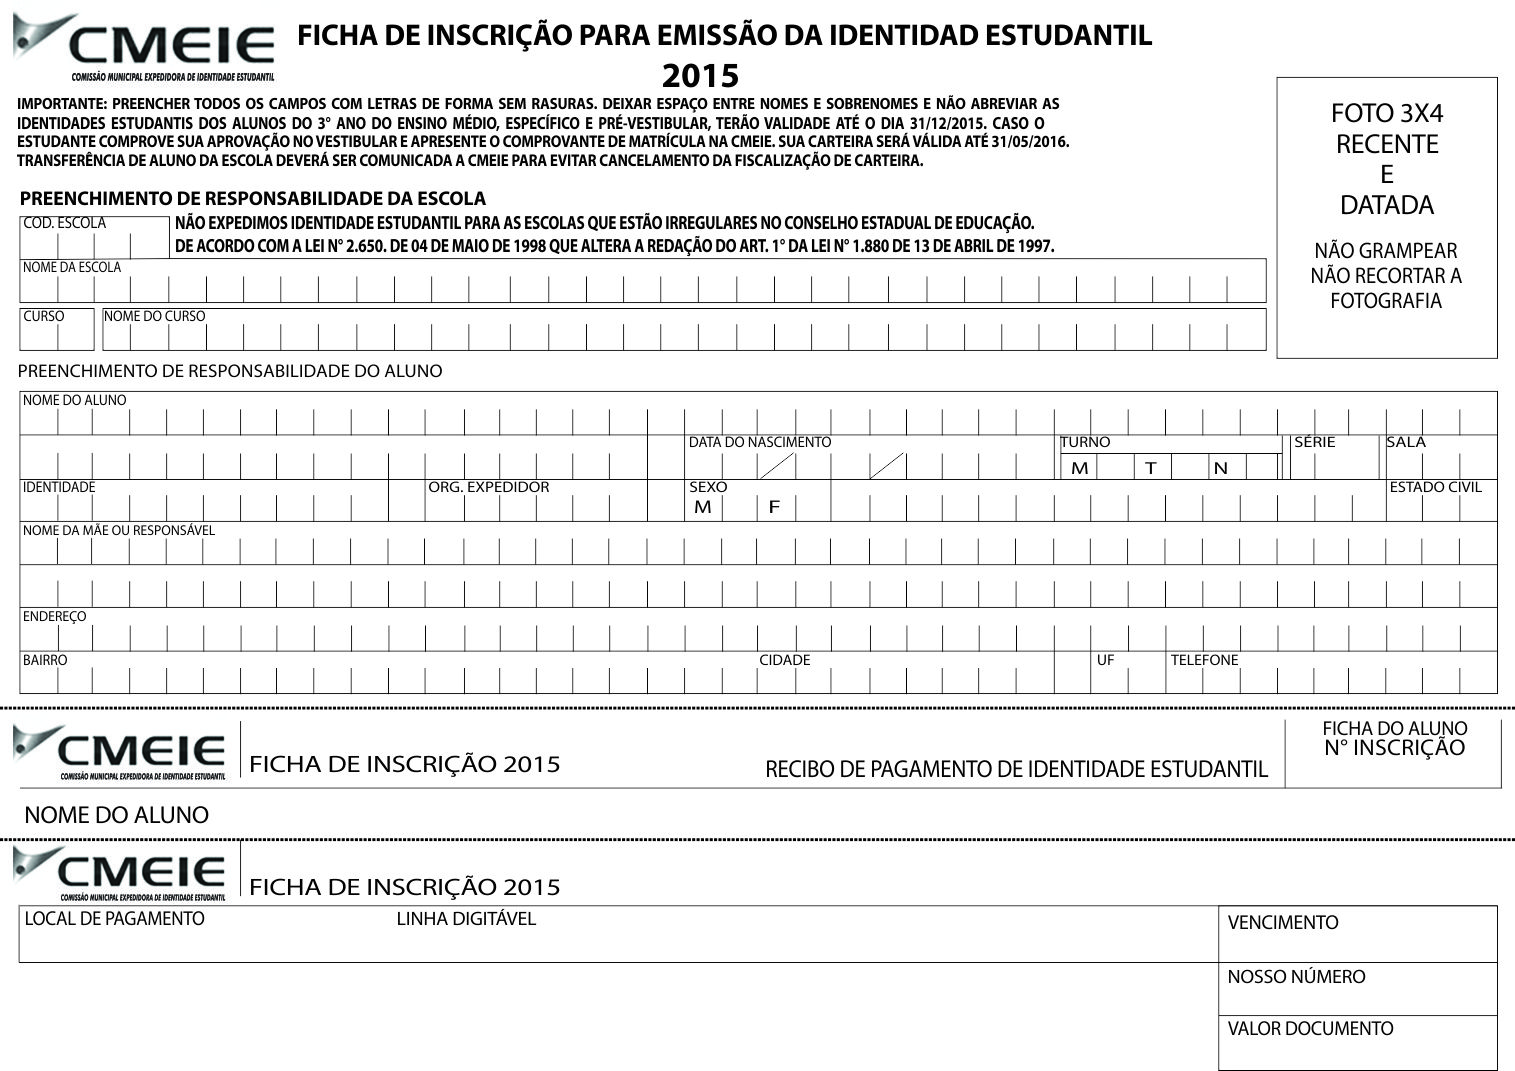 CMEIE
COMISSÃO MUNICIPAL EXPEDIDORA DE IDENTIDADE ESTUDANTIL
FICHA DE INSCRIÇÃO PARA EMISSÃO DA IDENTIDAD ESTUDANTIL
2015
IMPORTANTE: PREENCHER TODOS OS CAMPOS COM LETRAS DE FORMA SEM RASURAS. DEIXAR ESPAÇO ENTRE NOMES E SOBRENOMES E NÃO ABREVIAR AS
IDENTIDADES ESTUDANTIS DOS ALUNOS DO 3° ANO DO ENSINO MÉDIO, ESPECÍFICO E PRÉ-VESTIBULAR, TERÃO VALIDADE ATÉ O DIA 31/12/2015. CASO O
ESTUDANTE COMPROVE SUA APROVAÇÃO NO VESTIBULAR E APRESENTE O COMPROVANTE DE MATRÍCULA NA CMEIE. SUA CARTEIRA SERÁ VÁLIDA ATÉ 31/05/2016.
TRANSFERÊNCIA DE ALUNO DA ESCOLA DEVERÁ SER COMUNICADA A CMEIE PARA EVITAR CANCELAMENTO DA FISCALIZAÇÃO DE CARTEIRA.
FOTO 3X4
RECENTE
E
DATADA
NÃO GRAMPEAR
NÃO RECORTAR A
FOTOGRAFIA
PREENCHIMENTO DE RESPONSABILIDADE DA ESCOLA
COD. ESCOLA
NÃO EXPEDIMOS IDENTIDADE ESTUDANTIL PARA AS ESCOLAS QUE ESTÃO IRREGULARES NO CONSELHO ESTADUAL DE EDUCAÇÃO.
DE ACORDO COM A LEI N° 2.650. DE 04 DE MAIO DE 1998 QUE ALTERA A REDAÇÃO DO ART. 1° DA LEI N° 1.880 DE 13 DE ABRIL DE 1997.
NOME DA ESCOLA
CURSO NOME DO CURSO
PREENCHIMENTO DE RESPONSABILIDADE DO ALUNO
NOME DO ALUNO
DATA DO NASCIMENTO TURNO SÉRIE SALA
/ / M T N
IDENTIDADE ORG. EXPEDIDOR SEXO ESTADO CIVIL
M F
NOME DA MÃE OU RESPONSÁVEL
ENDEREÇO
BAIRRO CIDADE UF TELEFONE
CMEIE
COMISSÃO MUNICIPAL EXPEDIDORA DE IDENTIDADE ESTUDANTIL
FICHA DE INSCRIÇÃO 2015
RECIBO DE PAGAMENTO DE IDENTIDADE ESTUDANTIL
FICHA DO ALUNO
N° INSCRIÇÃO
NOME DO ALUNO
CMEIE
COMISSÃO MUNICIPAL EXPEDIDORA DE IDENTIDADE ESTUDANTIL
FICHA DE INSCRIÇÃO 2015
LOCAL DE PAGAMENTO LINHA DIGITÁVEL VENCIMENTO
NOSSO NÚMERO
VALOR DOCUMENTO